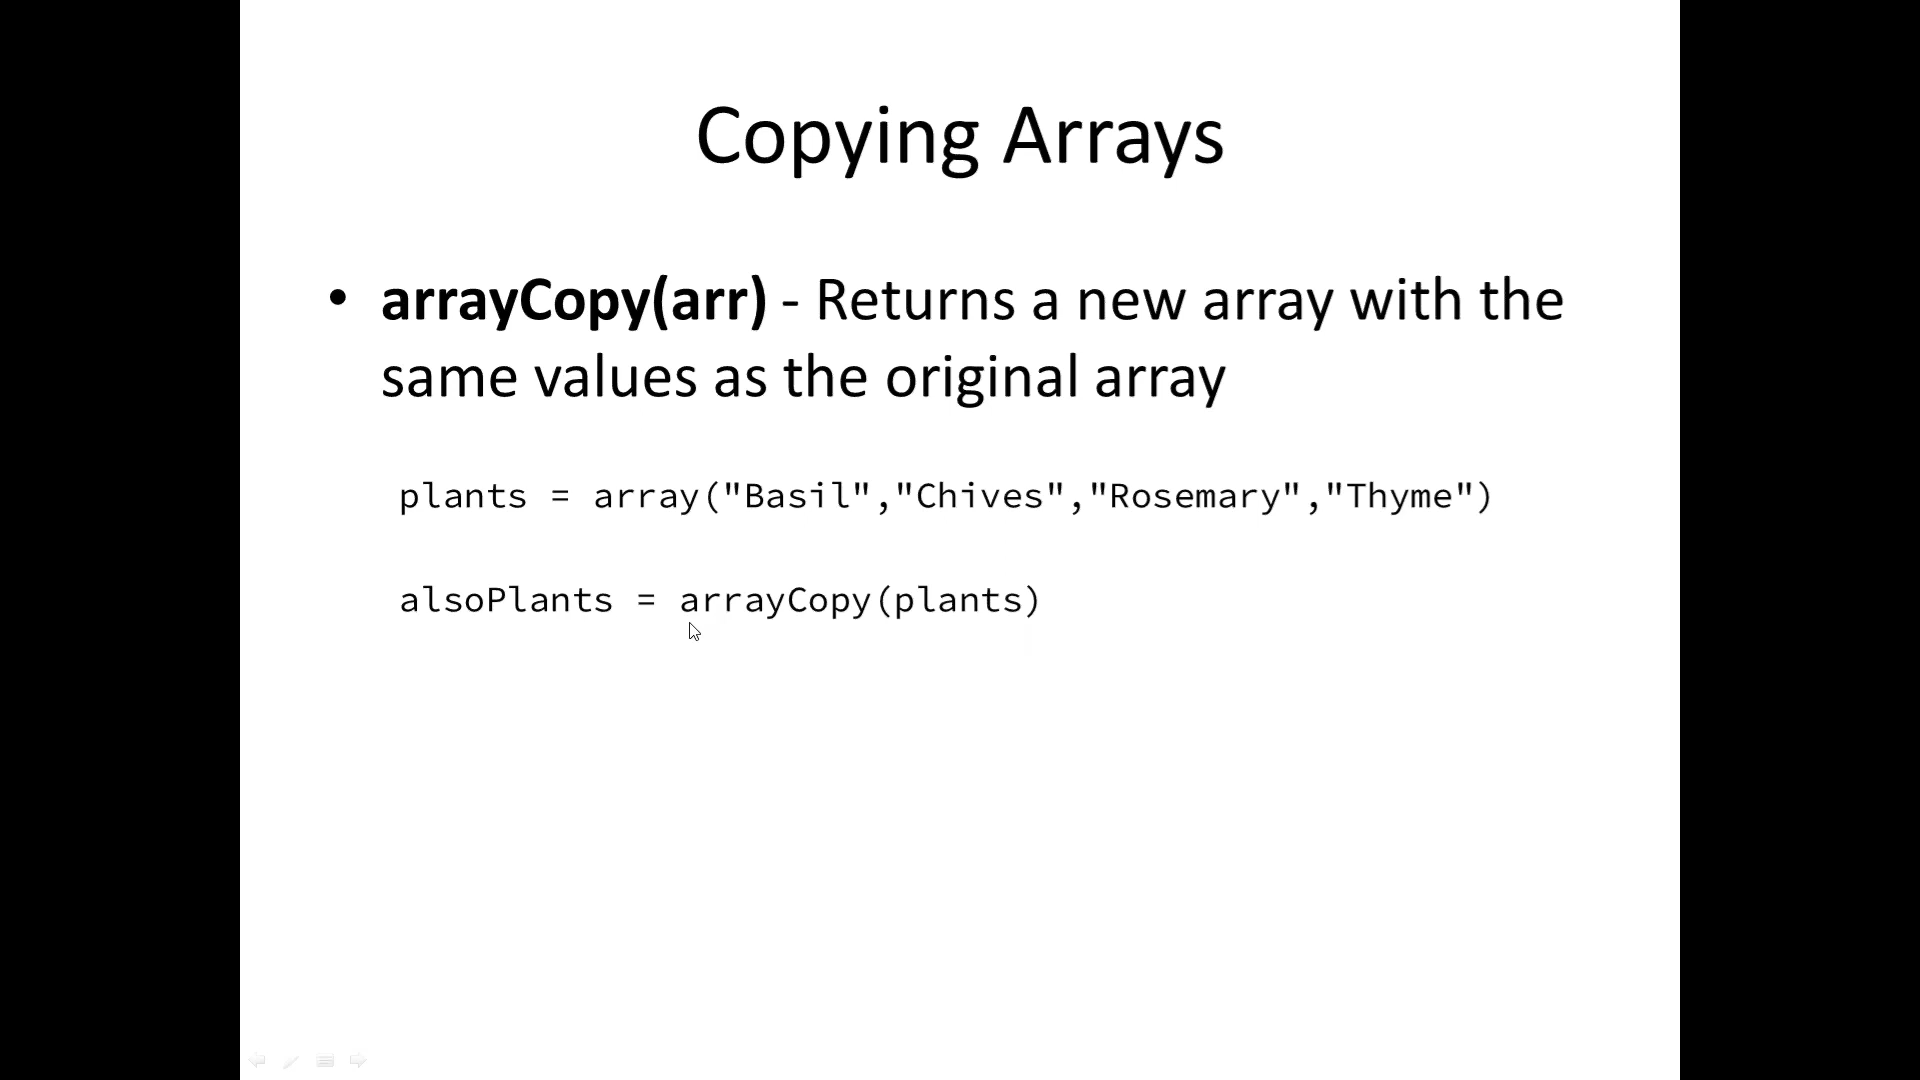 Copying Arrays
• arrayCopy(arr) - Returns a new array with the
same values as the original array
plants = array("Basil","Chives","Rosemary","Thyme")
alsoPlants = arrayCopy(plants)